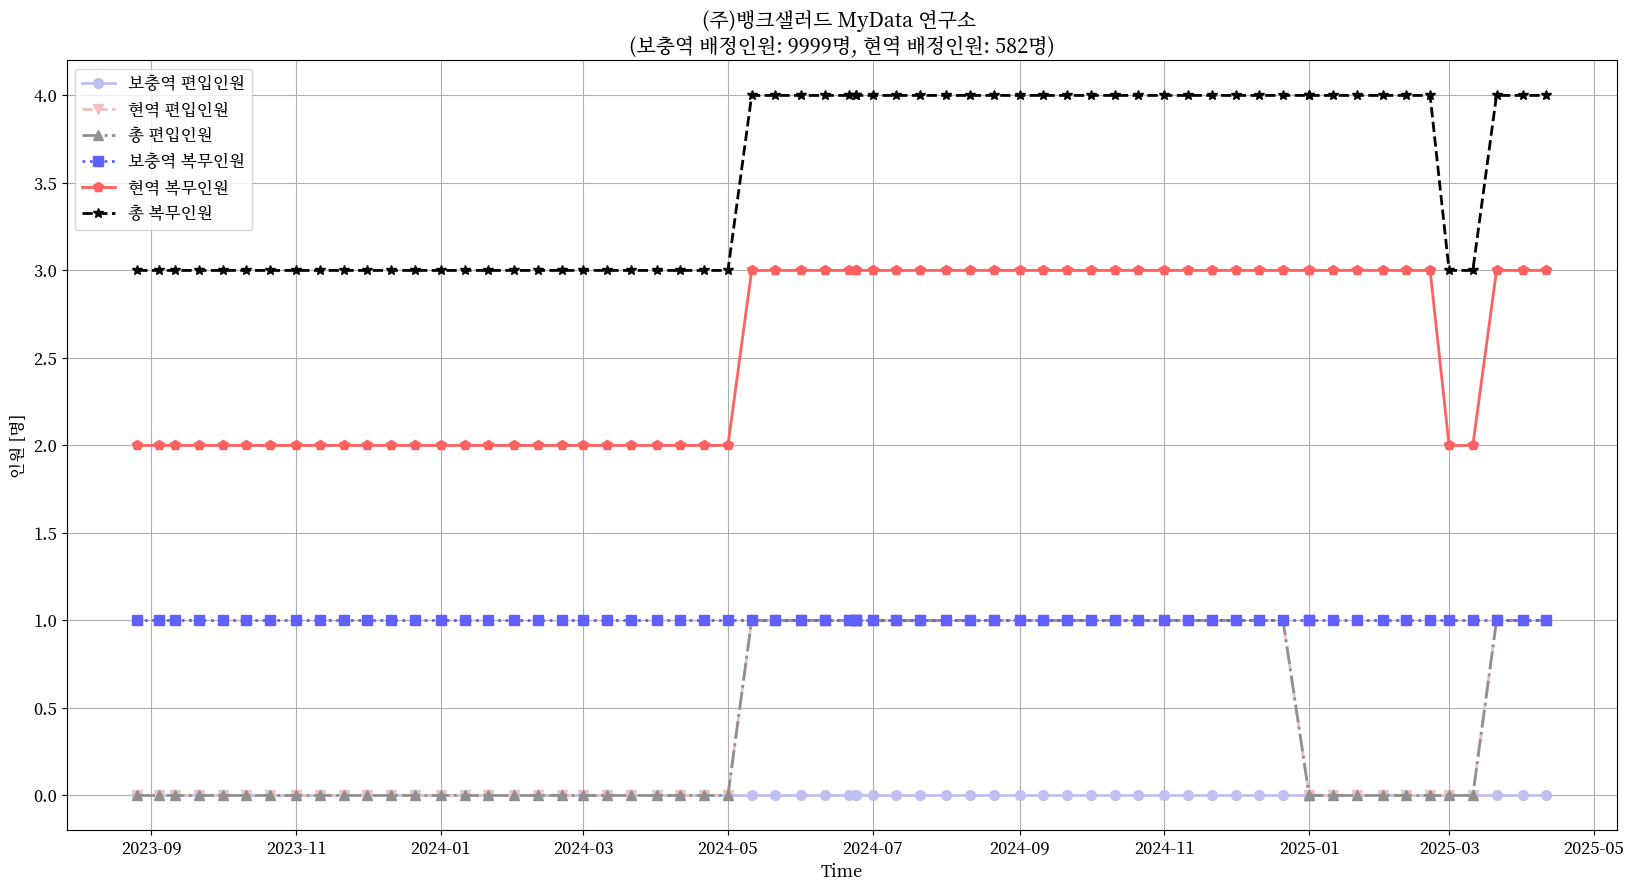 (주)뱅크샐러드 MyData 연구소
(보충역 배정인원: 9999명, 현역 배정인원: 582명)
보충역 편입인원
현역 편입인원
총 편입인원
보충역 복무인원
현역 복무인원
총 복무인원
4.0
3.5
3.0
2.5
2.0
1.5
1.0
0.5
0.0
인원 [명]
2023-09
2023-11
2024-01
2024-03
2024-05
2024-07
2024-09
2024-11
2025-01
2025-03
2025-05
Time